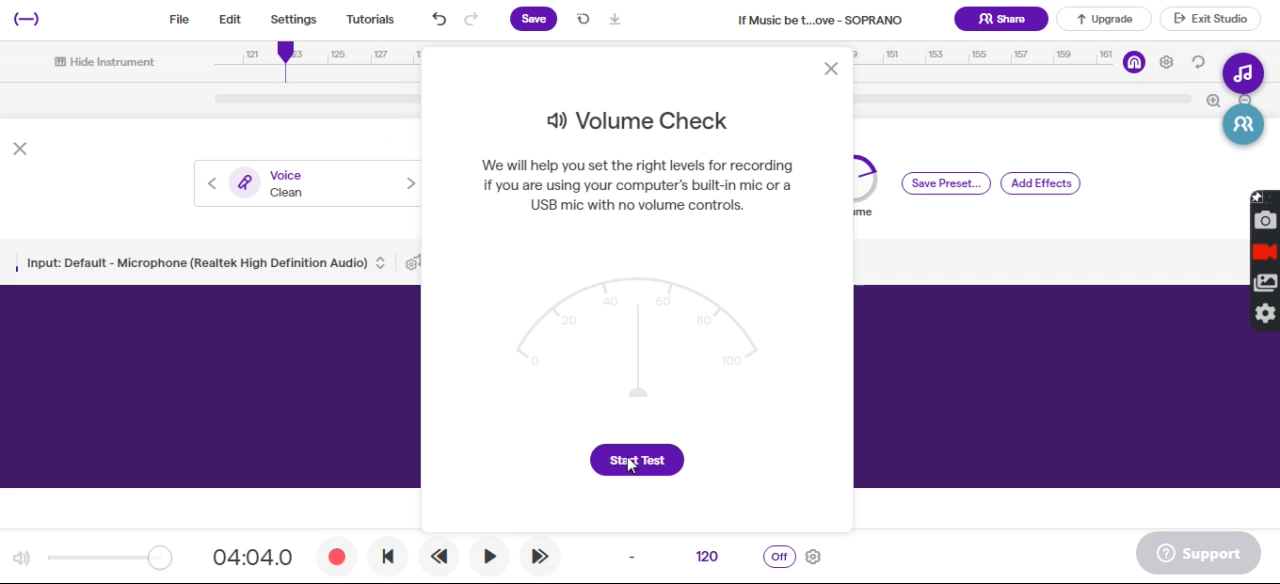 File Edit Settings Tutorials Save If Music be t...ove - SOPRANO Share Upgrade Exit Studio
Hide Instrument 121 23 125 127 151 153 155 157 159 161
Volume Check
We will help you set the right levels for recording
if you are using your computer's built-in mic or a
USB mic with no volume controls.
Voice
Clean
Save Preset... Add Effects
ume
Input: Default - Microphone (Realtek High Definition Audio)
0 20 40 60 80 100
Start Test
04:04.0 - 120 Off Support